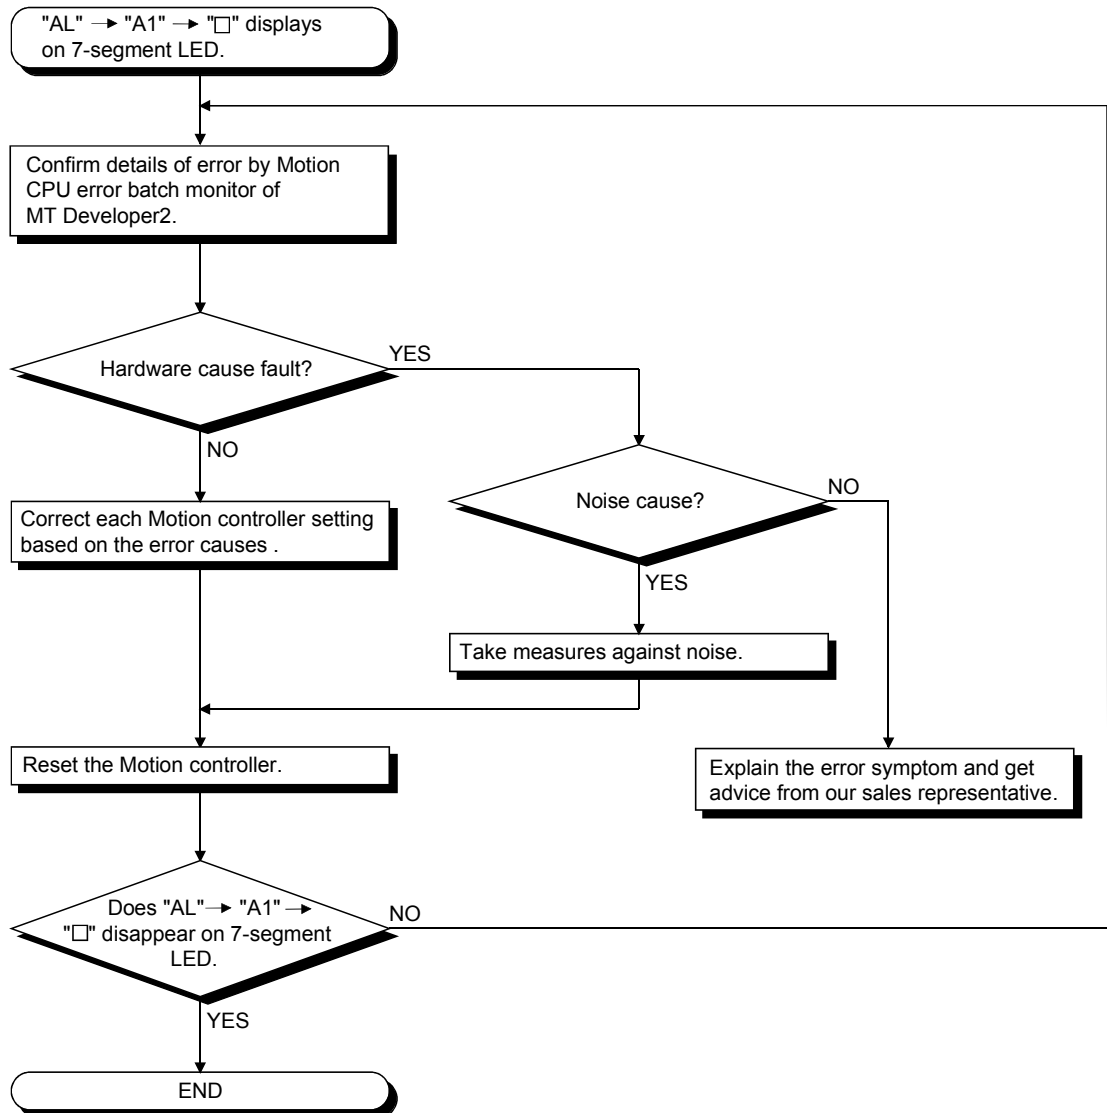 "AL" → "A1" → "□" displays
on 7-segment LED.
Confirm details of error by Motion
CPU error batch monitor of
MT Developer2.
Hardware cause fault?
YES
NO
Noise cause?
NO
Correct each Motion controller setting
based on the error causes .
YES
Take measures against noise.
Reset the Motion controller.
Explain the error symptom and get
advice from our sales representative.
Does "AL"→ "A1" →
"□" disappear on 7-segment
LED.
NO
YES
END